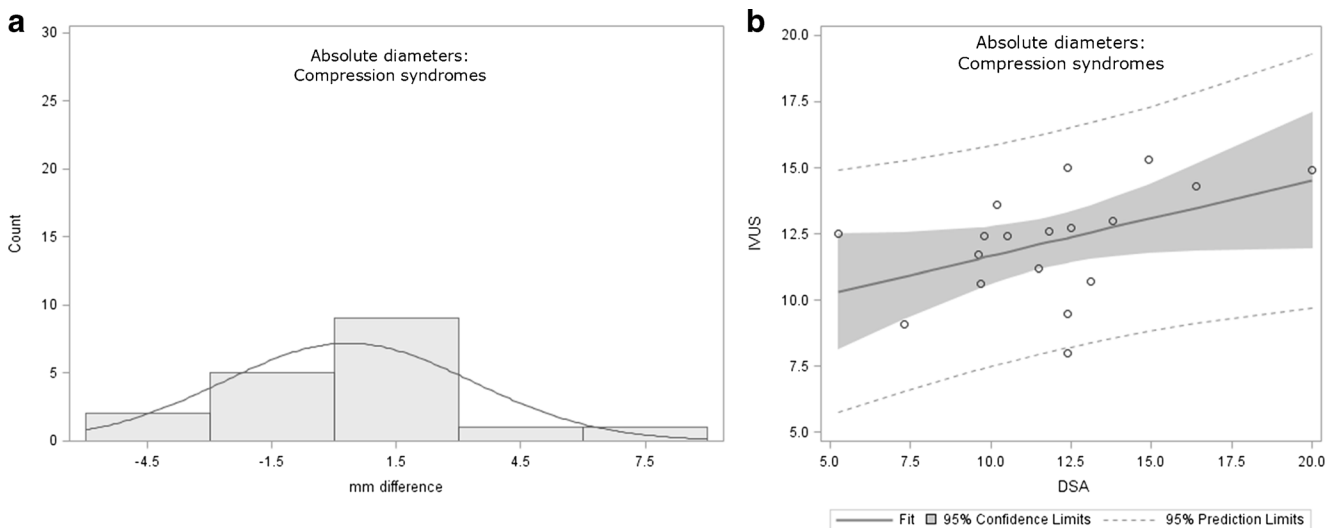 a
Absolute diameters:
Compression syndromes
30
25
20
15
10
5
0
Count
-4.5 -1.5 1.5 4.5 7.5
mm difference
b
Absolute diameters:
Compression syndromes
20.0
17.5
15.0
12.5
10.0
7.5
5.0
IVUS
5.0 7.5 10.0 12.5 15.0 17.5 20.0
DSA
Fit 95% Confidence Limits 95% Prediction Limits